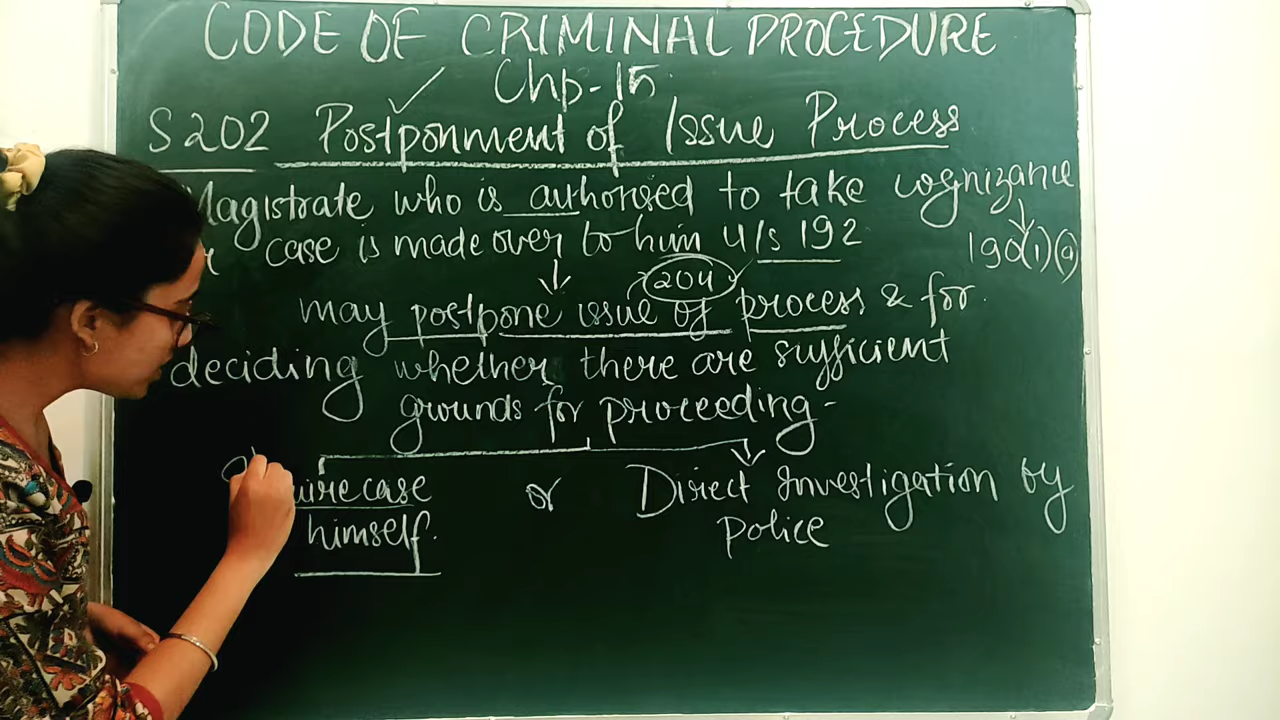 CODE OF CRIMINAL PROCEDURE
Chp-15
S202 Postponment of Issue Process
Magistrate who is authorised to take cognizance
case is made over to him u/s 192 190(1)(a)
204
may postpone issue of process & for
deciding whether there are sufficient
grounds for proceeding-
case or Direct Investigation by
himself. police